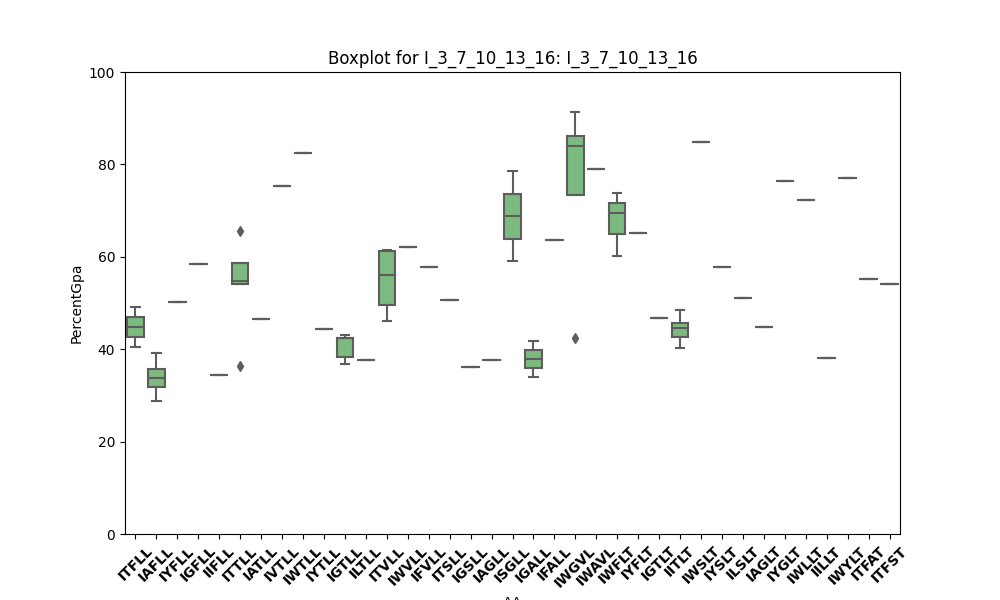 Boxplot for I_3_7_10_13_16: I_3_7_10_13_16
PercentGpa
100
80
60
40
20
0
ITFLL
IAFLL
IYFLL
IGFLL
IIFLL
ITTLL
IATLL
IVTLL
IWTLL
IYTLL
IGTLL
ILTLL
ITVLL
IWVLL
IFVLL
ITSLL
IGSLL
IAGLL
ISGLL
IGALL
IFALL
IWGVL
IWAVL
IWFLT
IYFLT
IGTLT
IITLT
IWSLT
IYSLT
ILSLT
IAGLT
IYGLT
IWLLT
IILLT
IWYLT
ITFAT
ITFST
AA